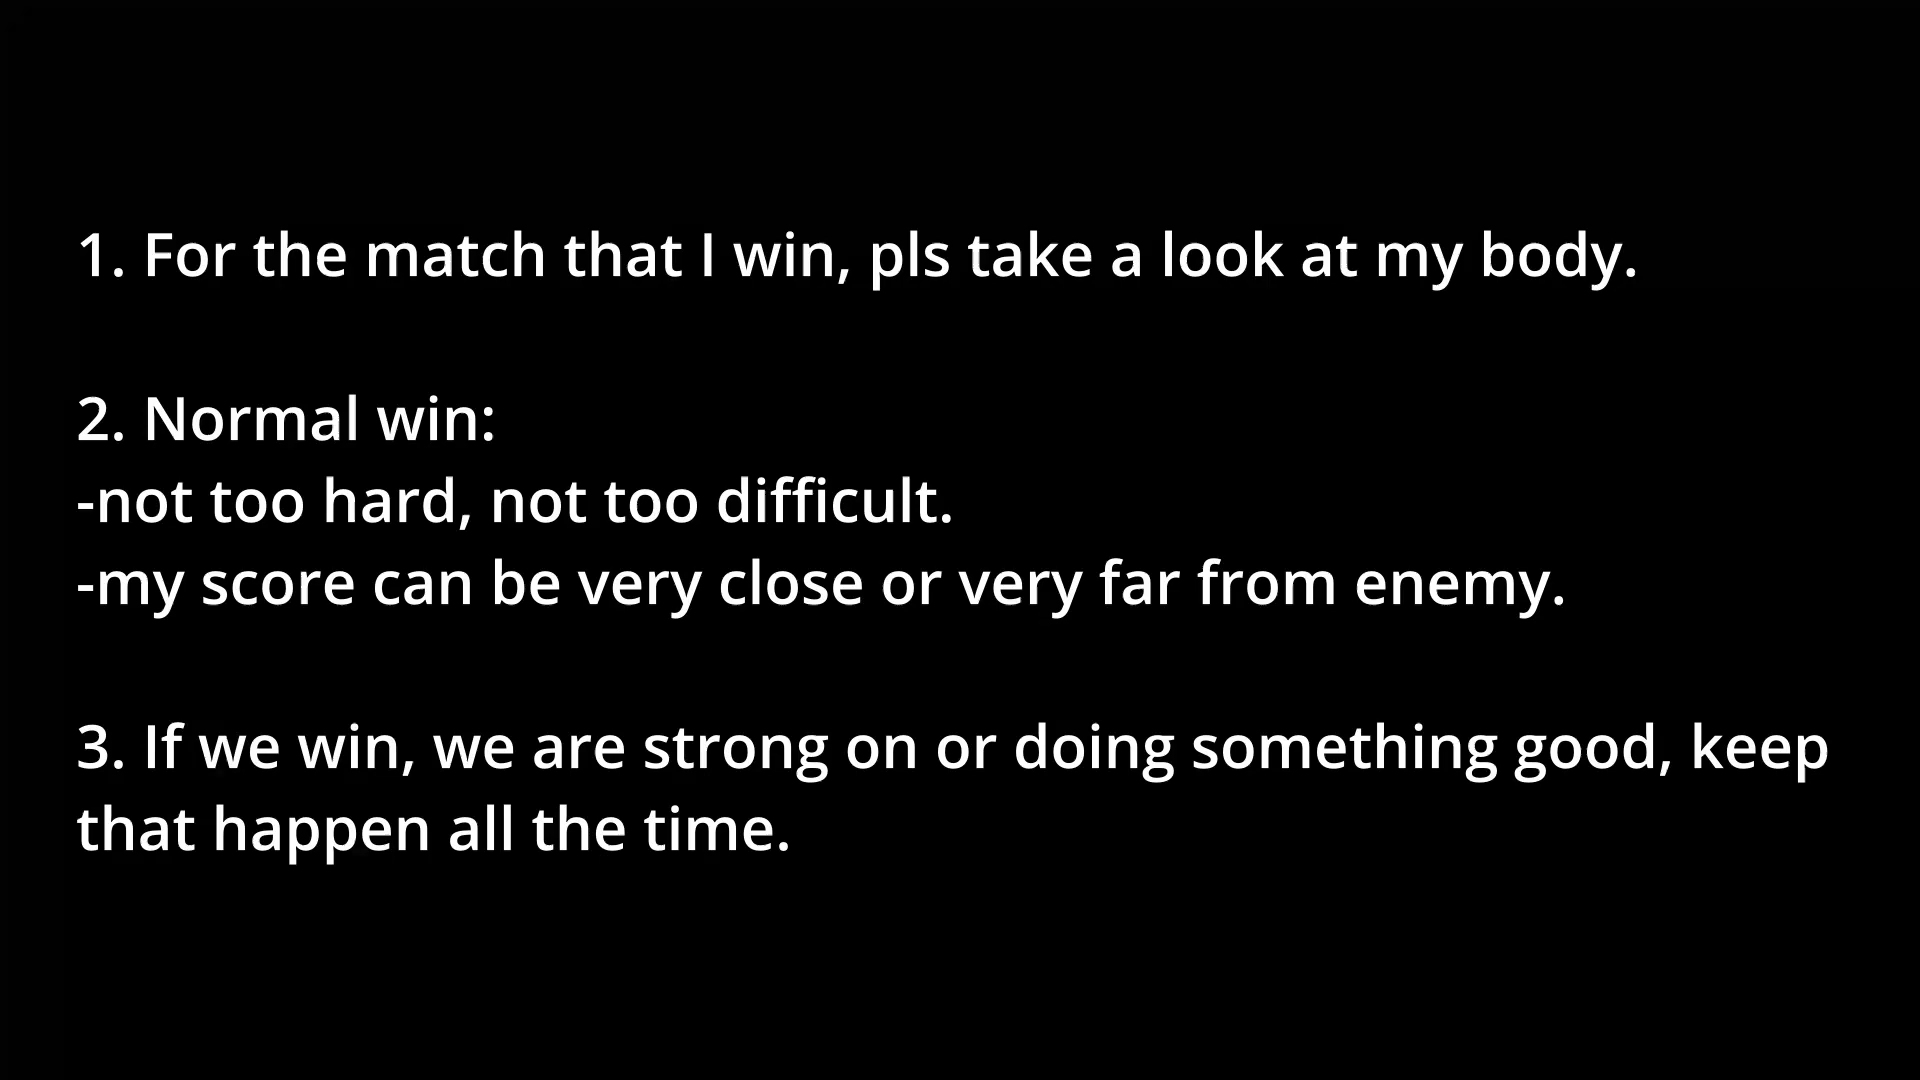 1. For the match that I win, pls take a look at my body.
2. Normal win:
-not too hard, not too difficult.
-my score can be very close or very far from enemy.
3. If we win, we are strong on or doing something good, keep
that happen all the time.